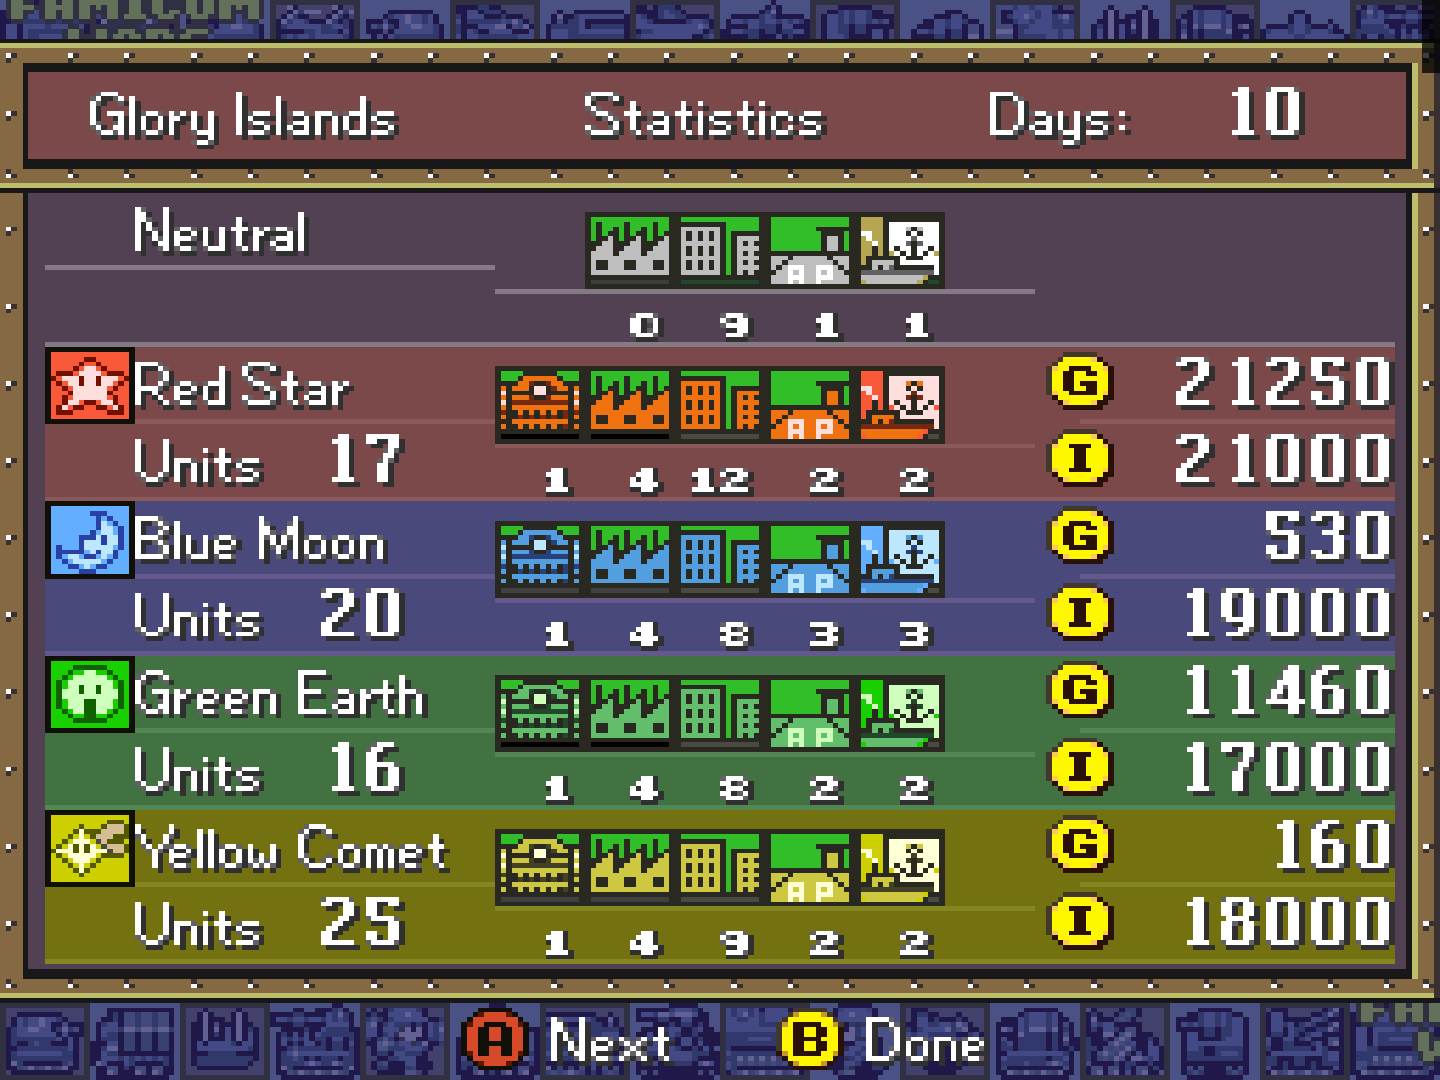 FAMICOM
WARS
Glory Islands Statistics Days: 10
Neutral
0 9 1 1
Red Star G 21250
Units 17 1 4 12 2 2 I 21000
Blue Moon G 530
Units 20 1 4 8 3 3 I 19000
Green Earth G 11460
Units 16 1 4 8 2 2 I 17000
Yellow Comet G 160
Units 25 1 4 9 2 2 I 18000
A Next B Done